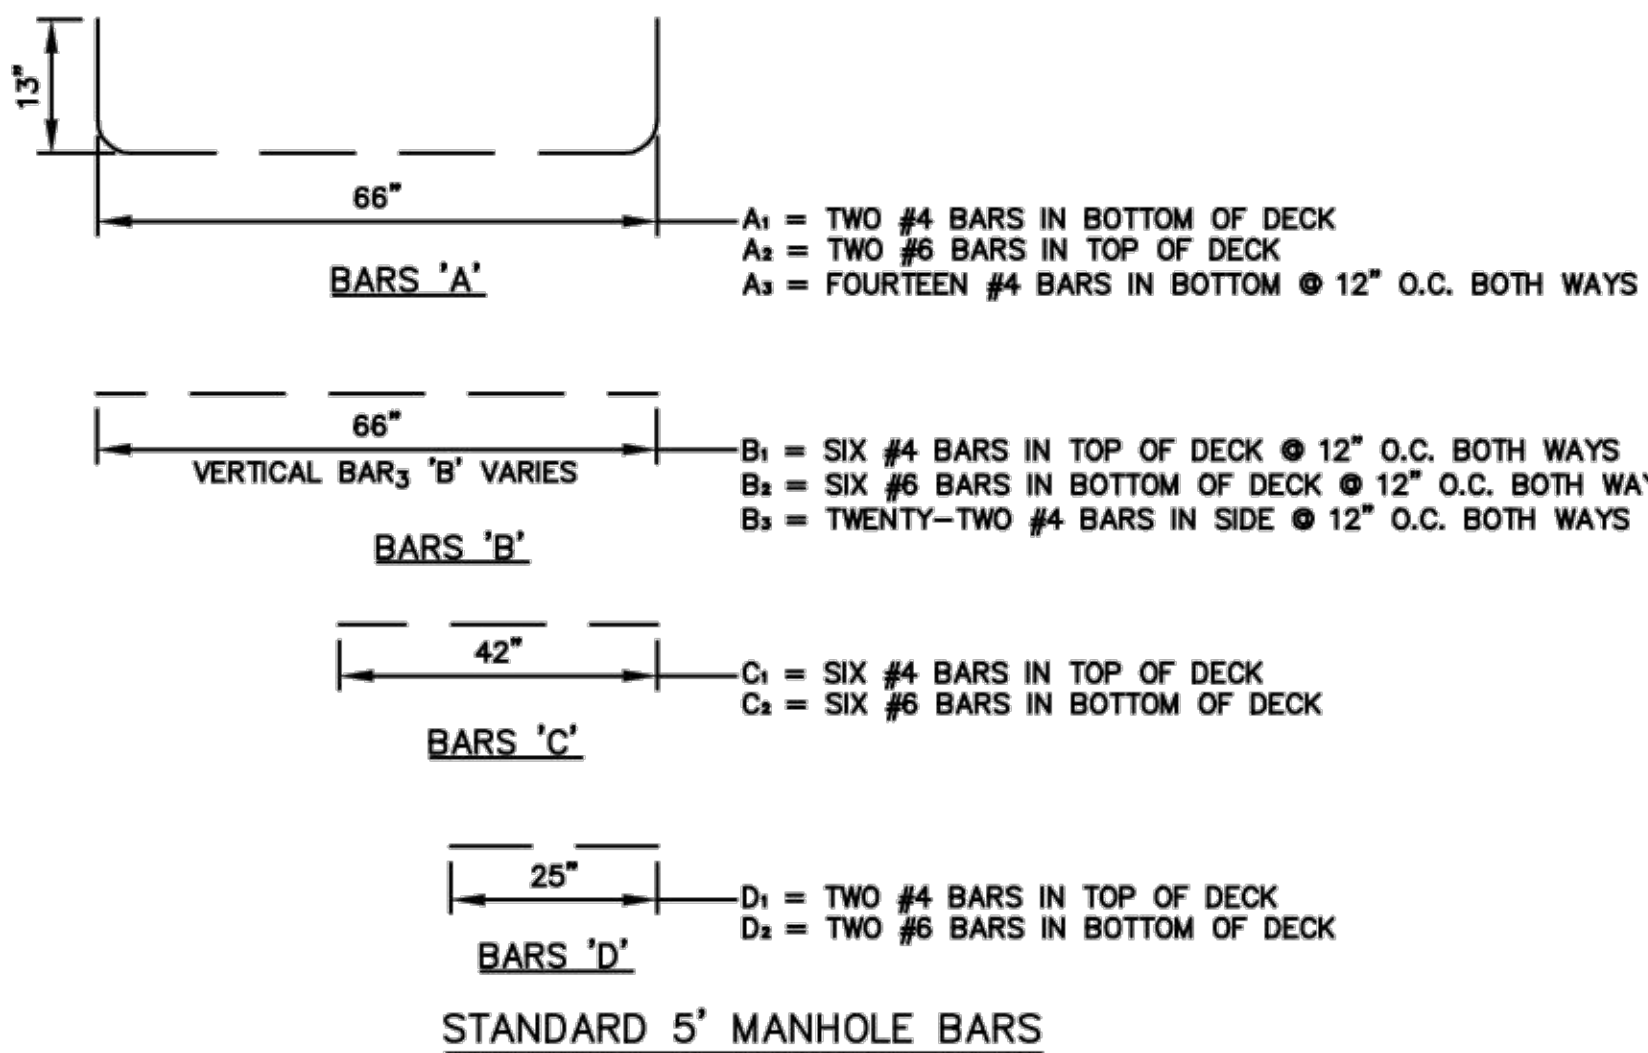 13"
66"
A₁ = TWO #4 BARS IN BOTTOM OF DECK
A₂ = TWO #6 BARS IN TOP OF DECK
A₃ = FOURTEEN #4 BARS IN BOTTOM @ 12" O.C. BOTH WAYS
BARS 'A'
66"
VERTICAL BAR₃ 'B' VARIES
B₁ = SIX #4 BARS IN TOP OF DECK @ 12" O.C. BOTH WAYS
B₂ = SIX #6 BARS IN BOTTOM OF DECK @ 12" O.C. BOTH WAY
B₃ = TWENTY-TWO #4 BARS IN SIDE @ 12" O.C. BOTH WAYS
BARS 'B'
42"
C₁ = SIX #4 BARS IN TOP OF DECK
C₂ = SIX #6 BARS IN BOTTOM OF DECK
BARS 'C'
25"
D₁ = TWO #4 BARS IN TOP OF DECK
D₂ = TWO #6 BARS IN BOTTOM OF DECK
BARS 'D'
STANDARD 5' MANHOLE BARS